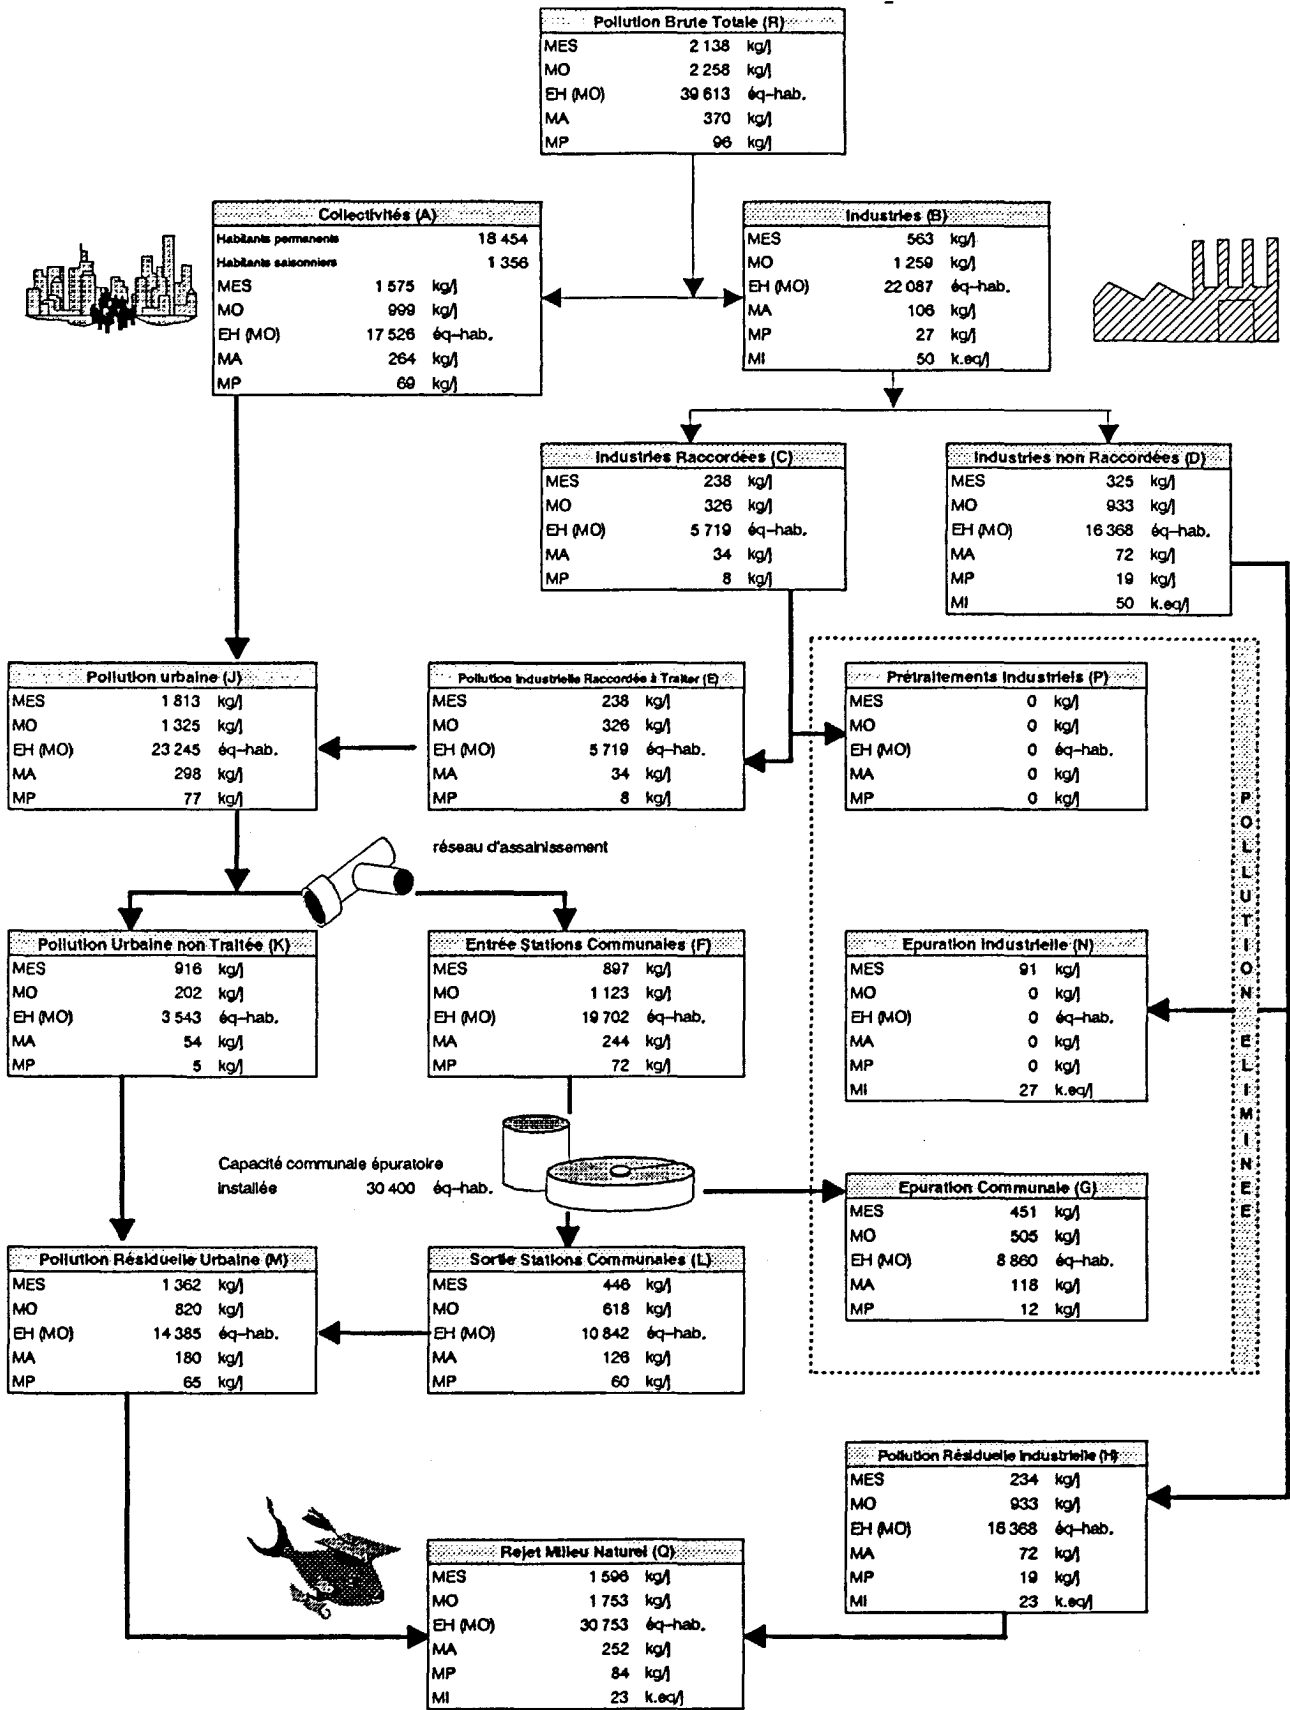 Pollution Brute Totale (R)
MES 2 138 kg/j
MO 2 258 kg/j
EH (MO) 39 613 éq-hab.
MA 370 kg/j
MP 96 kg/j
Collectivités (A)
Habitants permanents 18 454
Habitants saisonniers 1 356
MES 1 575 kg/j
MO 999 kg/j
EH (MO) 17 526 éq-hab.
MA 264 kg/j
MP 69 kg/j
Industries (B)
MES 563 kg/j
MO 1 259 kg/j
EH (MO) 22 087 éq-hab.
MA 106 kg/j
MP 27 kg/j
MI 50 k.eq/j
Industries Raccordées (C)
MES 238 kg/j
MO 326 kg/j
EH (MO) 5 719 éq-hab.
MA 34 kg/j
MP 8 kg/j
Industries non Raccordées (D)
MES 325 kg/j
MO 933 kg/j
EH (MO) 16 368 éq-hab.
MA 72 kg/j
MP 19 kg/j
MI 50 k.eq/j
Pollution urbaine (J)
MES 1 813 kg/j
MO 1 325 kg/j
EH (MO) 23 245 éq-hab.
MA 298 kg/j
MP 77 kg/j
Pollution Industrielle Raccordée à Traiter (E)
MES 238 kg/j
MO 326 kg/j
EH (MO) 5 719 éq-hab.
MA 34 kg/j
MP 8 kg/j
Prétraitements Industriels (P)
MES 0 kg/j
MO 0 kg/j
EH (MO) 0 éq-hab.
MA 0 kg/j
MP 0 kg/j
POLLUTION ELIMINEE
réseau d'assainissement
Pollution Urbaine non Traitée (K)
MES 916 kg/j
MO 202 kg/j
EH (MO) 3 543 éq-hab.
MA 54 kg/j
MP 5 kg/j
Entrée Stations Communales (F)
MES 897 kg/j
MO 1 123 kg/j
EH (MO) 19 702 éq-hab.
MA 244 kg/j
MP 72 kg/j
Epuration Industrielle (N)
MES 91 kg/j
MO 0 kg/j
EH (MO) 0 éq-hab.
MA 0 kg/j
MP 0 kg/j
MI 27 k.eq/j
Capacité communale épuratoire
installée 30 400 éq-hab.
Epuration Communale (G)
MES 451 kg/j
MO 505 kg/j
EH (MO) 8 860 éq-hab.
MA 118 kg/j
MP 12 kg/j
Pollution Résiduelle Urbaine (M)
MES 1 362 kg/j
MO 820 kg/j
EH (MO) 14 385 éq-hab.
MA 180 kg/j
MP 65 kg/j
Sortie Stations Communales (L)
MES 446 kg/j
MO 618 kg/j
EH (MO) 10 842 éq-hab.
MA 126 kg/j
MP 60 kg/j
Pollution Résiduelle Industrielle (H)
MES 234 kg/j
MO 933 kg/j
EH (MO) 16 368 éq-hab.
MA 72 kg/j
MP 19 kg/j
MI 23 k.eq/j
Rejet Milieu Naturel (Q)
MES 1 596 kg/j
MO 1 753 kg/j
EH (MO) 30 753 éq-hab.
MA 252 kg/j
MP 84 kg/j
MI 23 k.eq/j